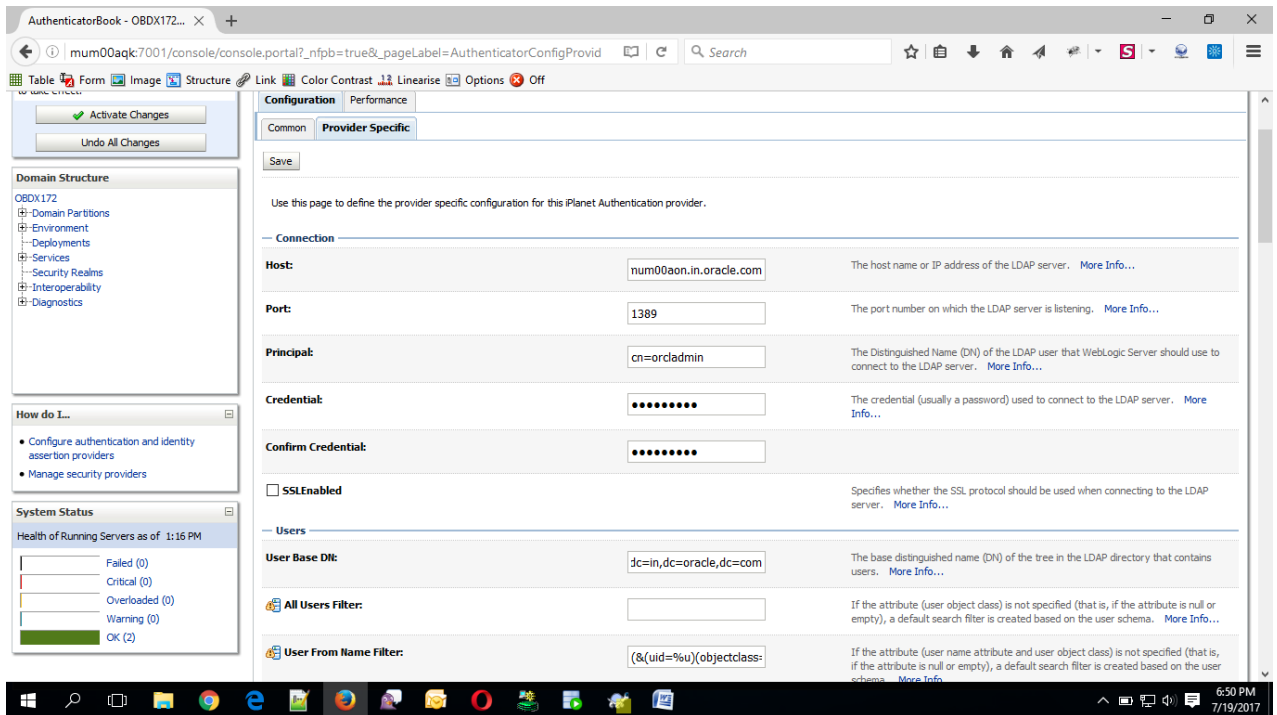 AuthenticatorBook - OBDX172...
mum00aqk:7001/console/console.portal?_nfpb=true&_pageLabel=AuthenticatorConfigProvid
Search
Table Form Image Structure Link Color Contrast Linearise Options Off
to take effect.
Activate Changes
Undo All Changes
Domain Structure
OBDX172
Domain Partitions
Environment
Deployments
Services
Security Realms
Interoperability
Diagnostics
How do I...
Configure authentication and identity
assertion providers
Manage security providers
System Status
Health of Running Servers as of 1:16 PM
Failed (0)
Critical (0)
Overloaded (0)
Warning (0)
OK (2)
Configuration Performance
Common Provider Specific
Save
Use this page to define the provider specific configuration for this iPlanet Authentication provider.
Connection
Host: num00aon.in.oracle.com The host name or IP address of the LDAP server. More Info...
Port: 1389 The port number on which the LDAP server is listening. More Info...
Principal: cn=orcladmin The Distinguished Name (DN) of the LDAP user that WebLogic Server should use to
connect to the LDAP server. More Info...
Credential: ●●●●●●●●● The credential (usually a password) used to connect to the LDAP server. More
Info...
Confirm Credential: ●●●●●●●●●
SSLEnabled Specifies whether the SSL protocol should be used when connecting to the LDAP
server. More Info...
Users
User Base DN: dc=in,dc=oracle,dc=com The base distinguished name (DN) of the tree in the LDAP directory that contains
users. More Info...
All Users Filter: If the attribute (user object class) is not specified (that is, if the attribute is null or
empty), a default search filter is created based on the user schema. More Info...
User From Name Filter: (&(uid=%u)(objectclass= If the attribute (user name attribute and user object class) is not specified (that is,
if the attribute is null or empty), a default search filter is created based on the user
schema. More Info
6:50 PM
7/19/2017